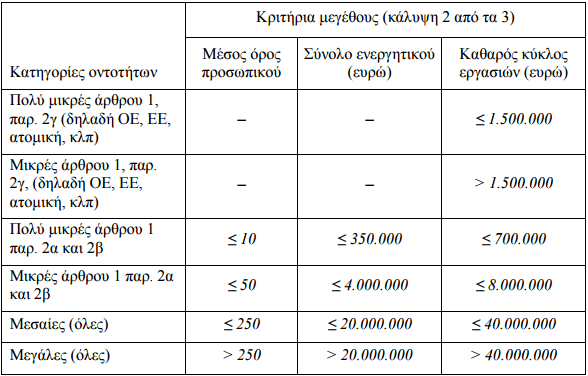 Κριτήρια μεγέθους (κάλυψη 2 από τα 3)
Κατηγορίες οντοτήτων
Μέσος όρος
προσωπικού
Σύνολο ενεργητικού
(ευρώ)
Καθαρός κύκλος
εργασιών (ευρώ)
Πολύ μικρές άρθρου 1,
παρ. 2γ (δηλαδή ΟΕ, ΕΕ,
ατομική, κλπ)
–
–
≤ 1.500.000
Μικρές άρθρου 1, παρ.
2γ, (δηλαδή ΟΕ, ΕΕ,
ατομική, κλπ)
–
–
> 1.500.000
Πολύ μικρές άρθρου 1
παρ. 2α και 2β
≤ 10
≤ 350.000
≤ 700.000
Μικρές άρθρου 1 παρ. 2α
και 2β
≤ 50
≤ 4.000.000
≤ 8.000.000
Μεσαίες (όλες)
≤ 250
≤ 20.000.000
≤ 40.000.000
Μεγάλες (όλες)
> 250
> 20.000.000
> 40.000.000